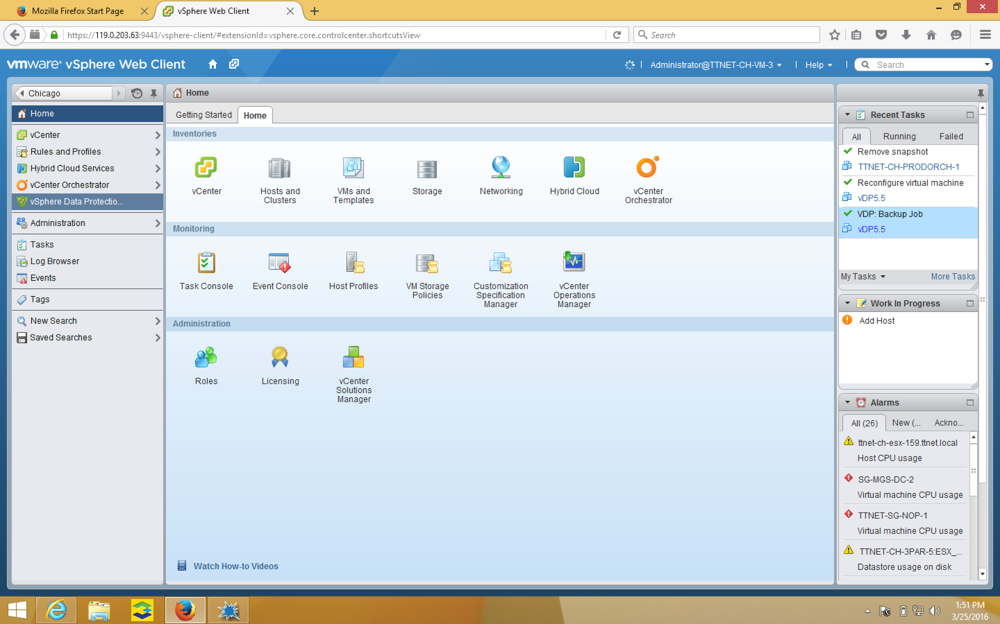 Mozilla Firefox Start Page
vSphere Web Client
https://119.0.203.63:9443/vsphere-client/#extensionId=vsphere.core.controlcenter.shortcutsView
Search
vmware® vSphere Web Client
Administrator@TTNET-CH-VM-3
Help
Search
Chicago
Home
vCenter
Rules and Profiles
Hybrid Cloud Services
vCenter Orchestrator
vSphere Data Protectio...
Administration
Tasks
Log Browser
Events
Tags
New Search
Saved Searches
Home
Getting Started
Home
Inventories
vCenter
Hosts and
Clusters
VMs and
Templates
Storage
Networking
Hybrid Cloud
vCenter
Orchestrator
Monitoring
Task Console
Event Console
Host Profiles
VM Storage
Policies
Customization
Specification
Manager
vCenter
Operations
Manager
Administration
Roles
Licensing
vCenter
Solutions
Manager
Watch How-to Videos
Recent Tasks
All
Running
Failed
Remove snapshot
TTNET-CH-PRODORCH-1
Reconfigure virtual machine
vDP5.5
VDP: Backup Job
vDP5.5
My Tasks
More Tasks
Work In Progress
Add Host
Alarms
All (26)
New (...
Ackno...
ttnet-ch-esx-159.ttnet.local
Host CPU usage
SG-MGS-DC-2
Virtual machine CPU usage
TTNET-SG-NOP-1
Virtual machine CPU usage
TTNET-CH-3PAR-5:ESX_...
Datastore usage on disk
1:51 PM
3/25/2016